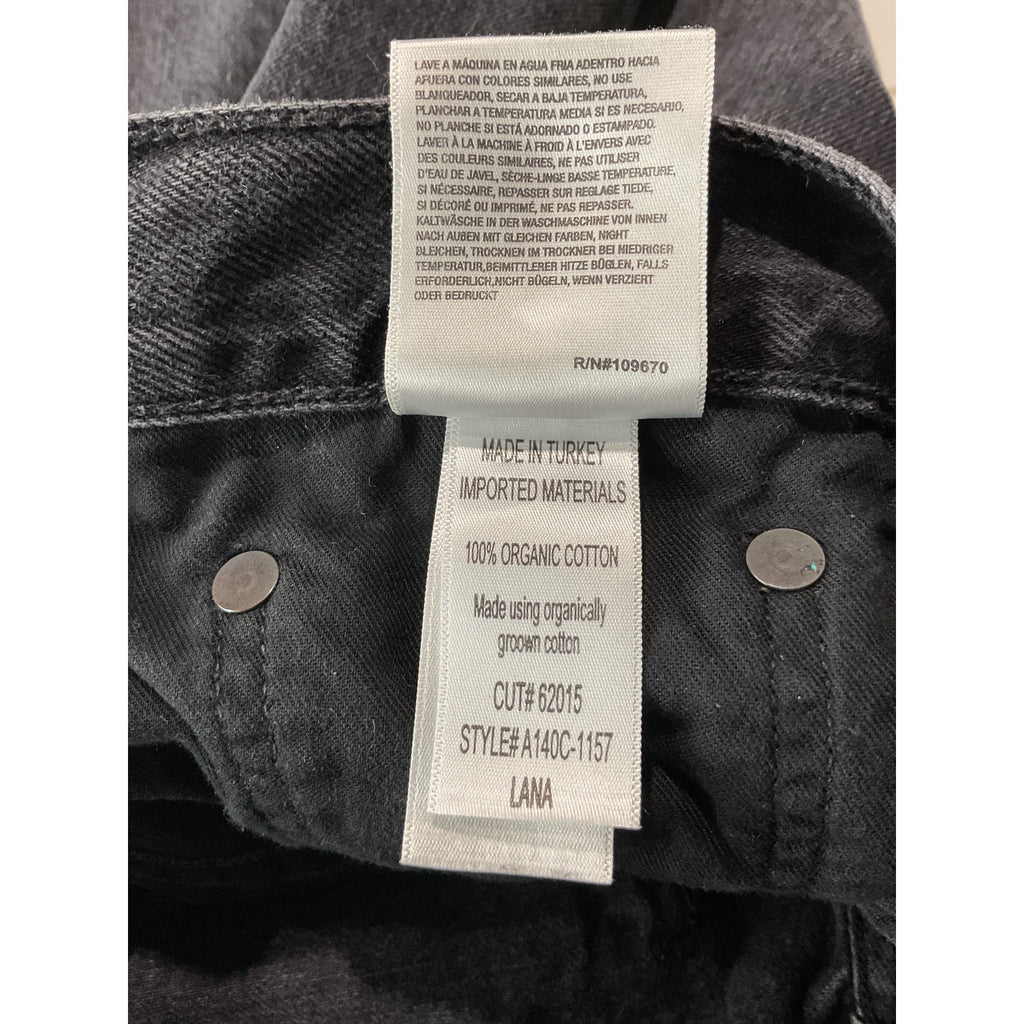 LAVE A MÁQUINA EN AGUA FRIA ADENTRO HACIA
AFUERA CON COLORES SIMILARES, NO USE
BLANQUEADOR, SECAR A BAJA TEMPERATURA,
PLANCHAR A TEMPERATURA MEDIA SI ES NECESARIO,
NO PLANCHE SI ESTÁ ADORNADO O ESTAMPADO.
LAVER À LA MACHINE À FROID À L'ENVERS AVEC
DES COULEURS SIMILAIRES, NE PAS UTILISER
D'EAU DE JAVEL, SÈCHE-LINGE BASSE TEMPERATURE,
SI NÉCESSAIRE, REPASSER SUR REGLAGE TIEDE,
SI DÉCORÉ OU IMPRIMÉ, NE PAS REPASSER.
KALTWÄSCHE IN DER WASCHMASCHINE VON INNEN
NACH AUßEN MIT GLEICHEN FARBEN, NIGHT
BLEICHEN, TROCKNEN IM TROCKNER BEI NIEDRIGER
TEMPERATUR,BEIMITTLERER HITZE BÜGLEN, FALLS
ERFORDERLICH,NICHT BÜGELN, WENN VERZIERT
ODER BEDRUCKT
R/N#109670
MADE IN TURKEY
IMPORTED MATERIALS
100% ORGANIC COTTON
Made using organically
groown cotton
CUT# 62015
STYLE# A140C-1157
LANA